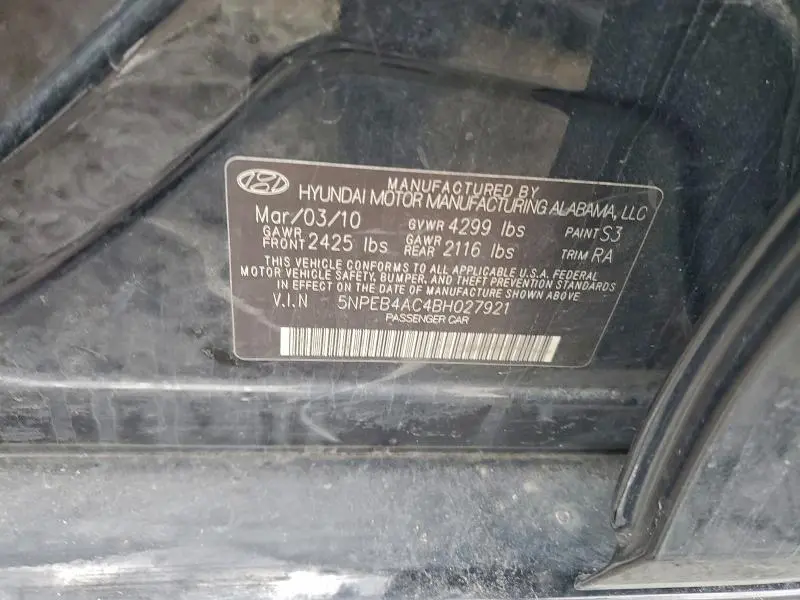 MANUFACTURED BY
HYUNDAI MOTOR MANUFACTURING ALABAMA, LLC
Mar/03/10 GVWR 4299 lbs PAINT S3
GAWR FRONT 2425 lbs GAWR REAR 2116 lbs TRIM RA
THIS VEHICLE CONFORMS TO ALL APPLICABLE U.S.A. FEDERAL
MOTOR VEHICLE SAFETY, BUMPER, AND THEFT PREVENTION STANDARDS
IN EFFECT ON THE DATE OF MANUFACTURE SHOWN ABOVE
V.I.N 5NPEB4AC4BH027921
PASSENGER CAR